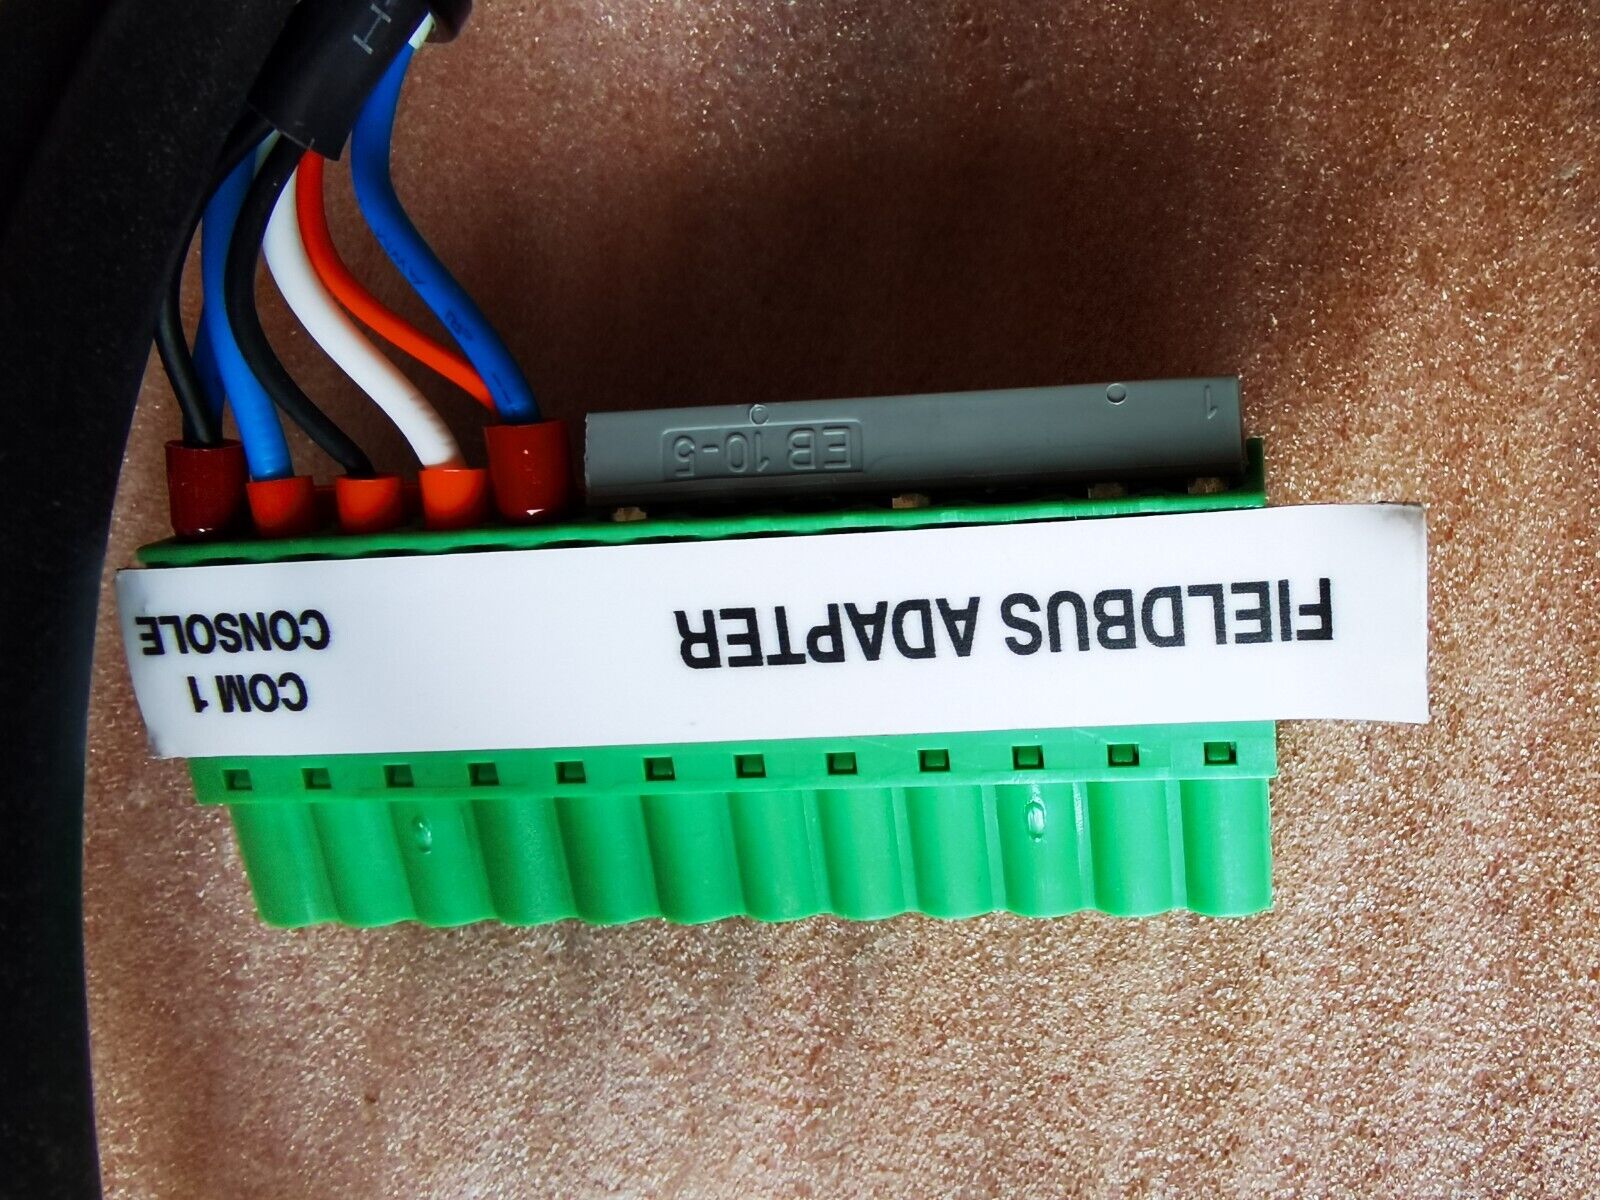 FIELDBUS ADAPTER
COM 1
CONSOLE
EB 10-5
1